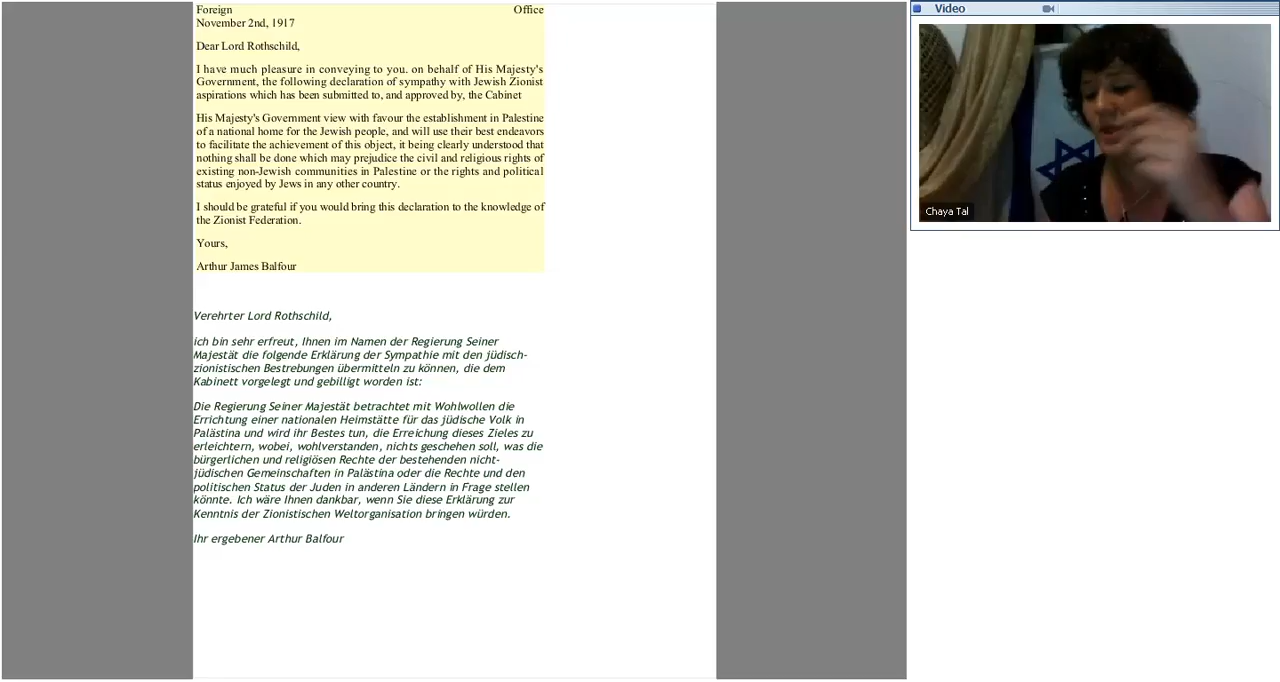 Foreign Office
November 2nd, 1917
Dear Lord Rothschild,
I have much pleasure in conveying to you. on behalf of His Majesty's
Government, the following declaration of sympathy with Jewish Zionist
aspirations which has been submitted to, and approved by, the Cabinet
His Majesty's Government view with favour the establishment in Palestine
of a national home for the Jewish people, and will use their best endeavors
to facilitate the achievement of this object, it being clearly understood that
nothing shall be done which may prejudice the civil and religious rights of
existing non-Jewish communities in Palestine or the rights and political
status enjoyed by Jews in any other country.
I should be grateful if you would bring this declaration to the knowledge of
the Zionist Federation.
Yours,
Arthur James Balfour
Verehrter Lord Rothschild,
ich bin sehr erfreut, Ihnen im Namen der Regierung Seiner
Majestät die folgende Erklärung der Sympathie mit den jüdisch-
zionistischen Bestrebungen übermitteln zu können, die dem
Kabinett vorgelegt und gebilligt worden ist:
Die Regierung Seiner Majestät betrachtet mit Wohlwollen die
Errichtung einer nationalen Heimstätte für das jüdische Volk in
Palästina und wird ihr Bestes tun, die Erreichung dieses Zieles zu
erleichtern, wobei, wohlverstanden, nichts geschehen soll, was die
bürgerlichen und religiösen Rechte der bestehenden nicht-
jüdischen Gemeinschaften in Palästina oder die Rechte und den
politischen Status der Juden in anderen Ländern in Frage stellen
könnte. Ich wäre Ihnen dankbar, wenn Sie diese Erklärung zur
Kenntnis der Zionistischen Weltorganisation bringen würden.
Ihr ergebener Arthur Balfour
Video
Chaya Tal